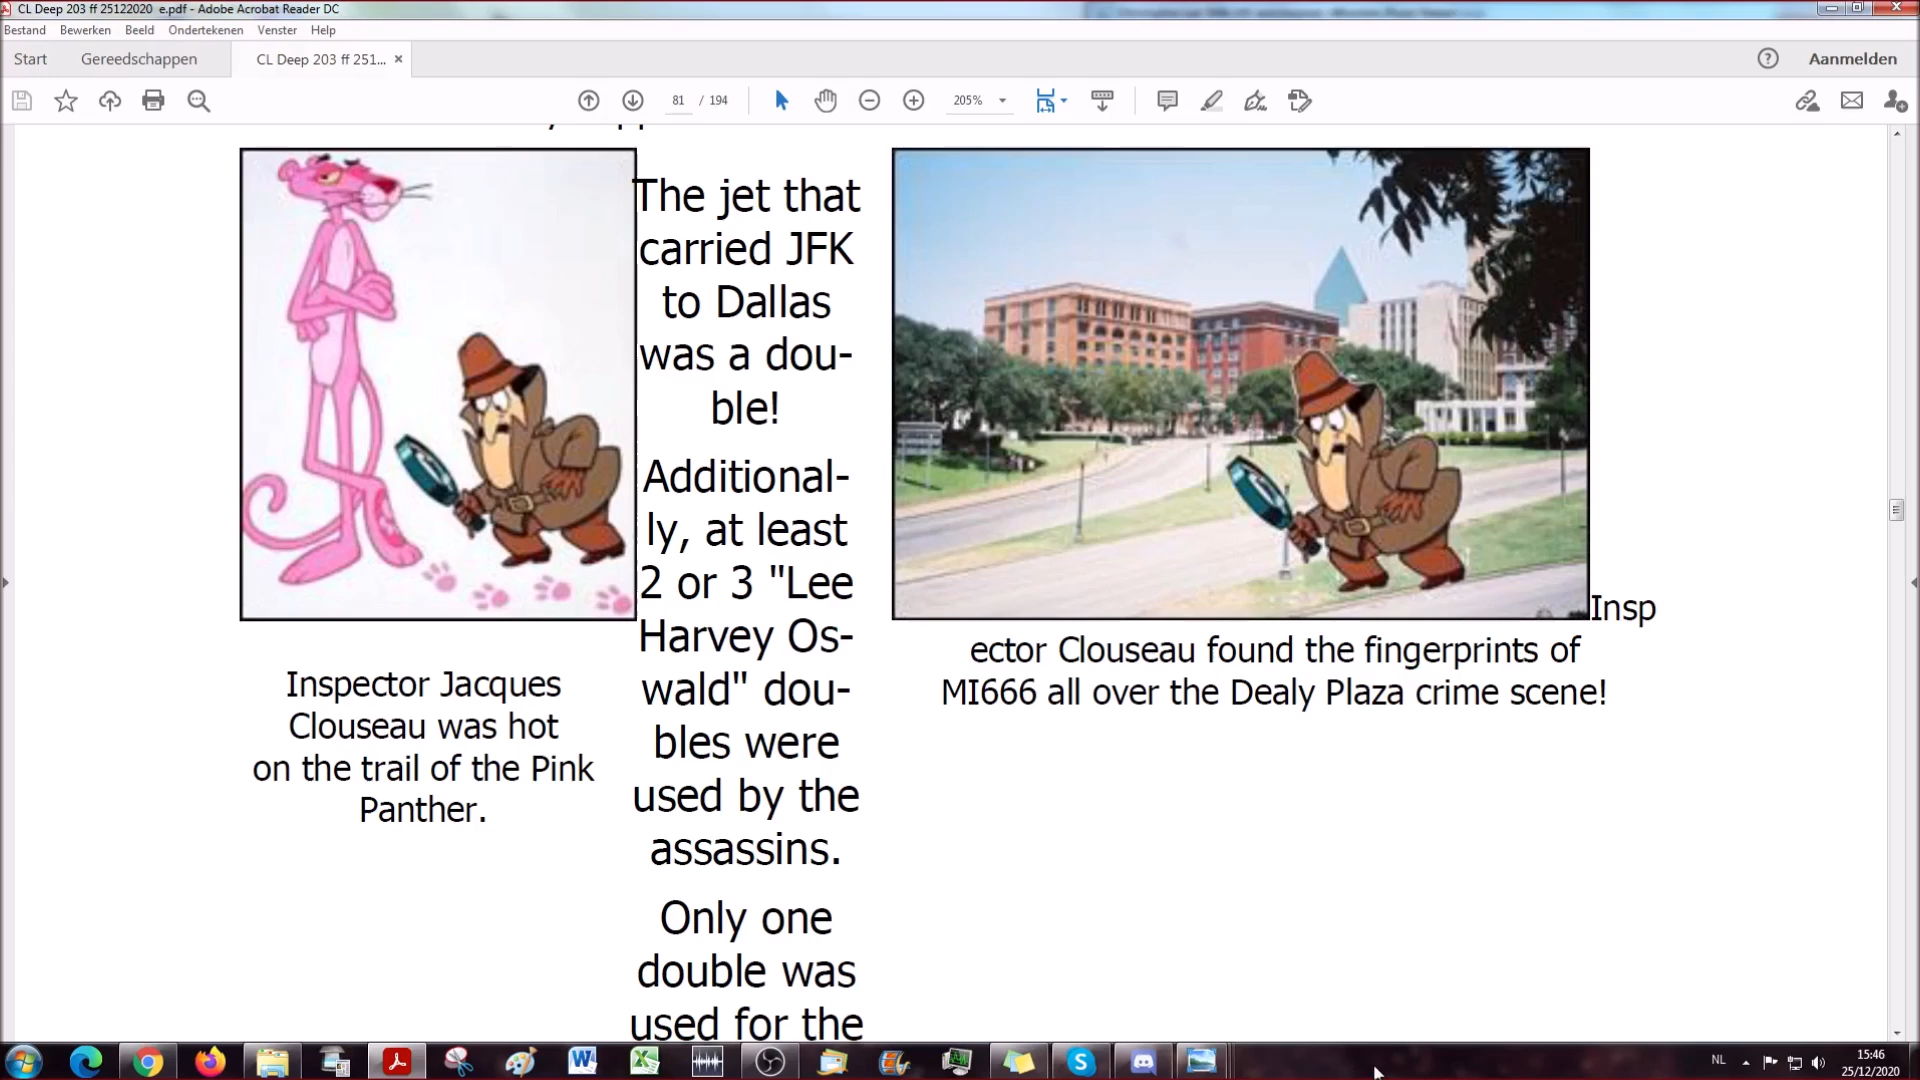 CL Deep 203 ff 25122020  e.pdf - Adobe Acrobat Reader DC
Bestand Bewerken Beeld Ondertekenen Venster Help
Start Gereedschappen CL Deep 203 ff 251... × Aanmelden
81 / 194 205%
The jet that
carried JFK
to Dallas
was a dou-
ble!
Additional-
ly, at least
2 or 3 "Lee
Harvey Os-
wald" dou-
bles were
used by the
assassins.
Only one
double was
used for the
Inspector Jacques
Clouseau was hot
on the trail of the Pink
Panther.
Insp
ector Clouseau found the fingerprints of
MI666 all over the Dealy Plaza crime scene!
NL
15:46
25/12/2020